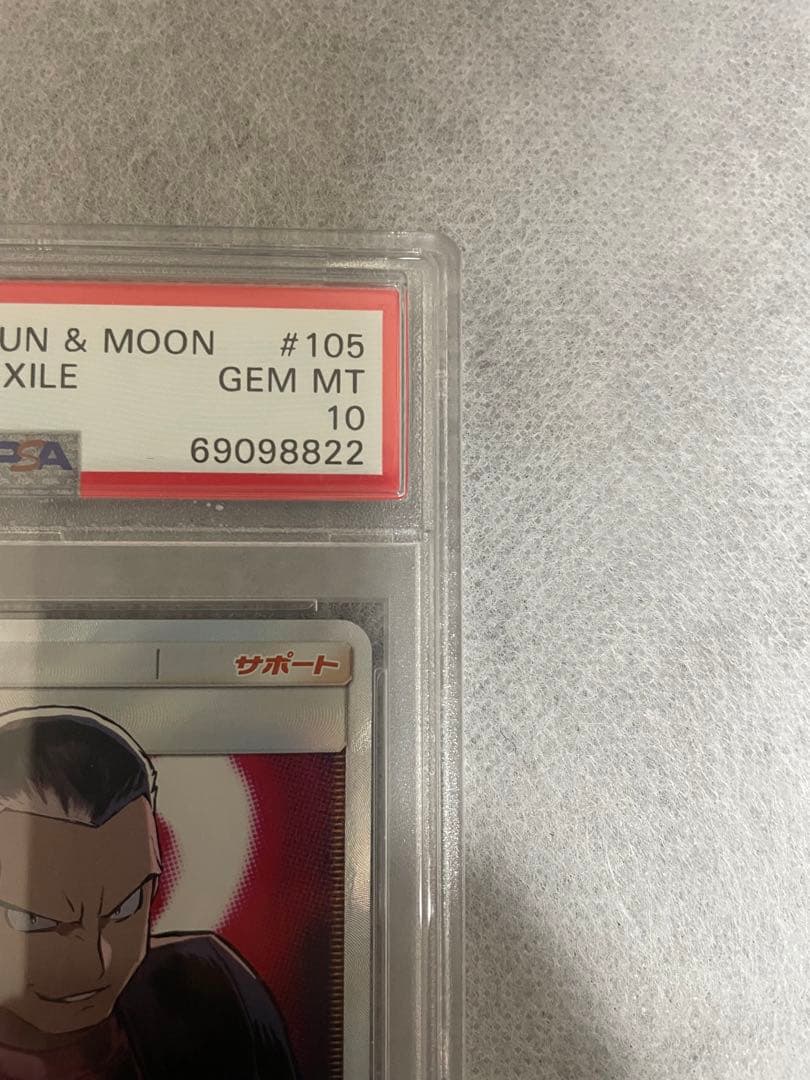 UN & MOON #105
XILE GEM MT
10
PSA 69098822
サポート